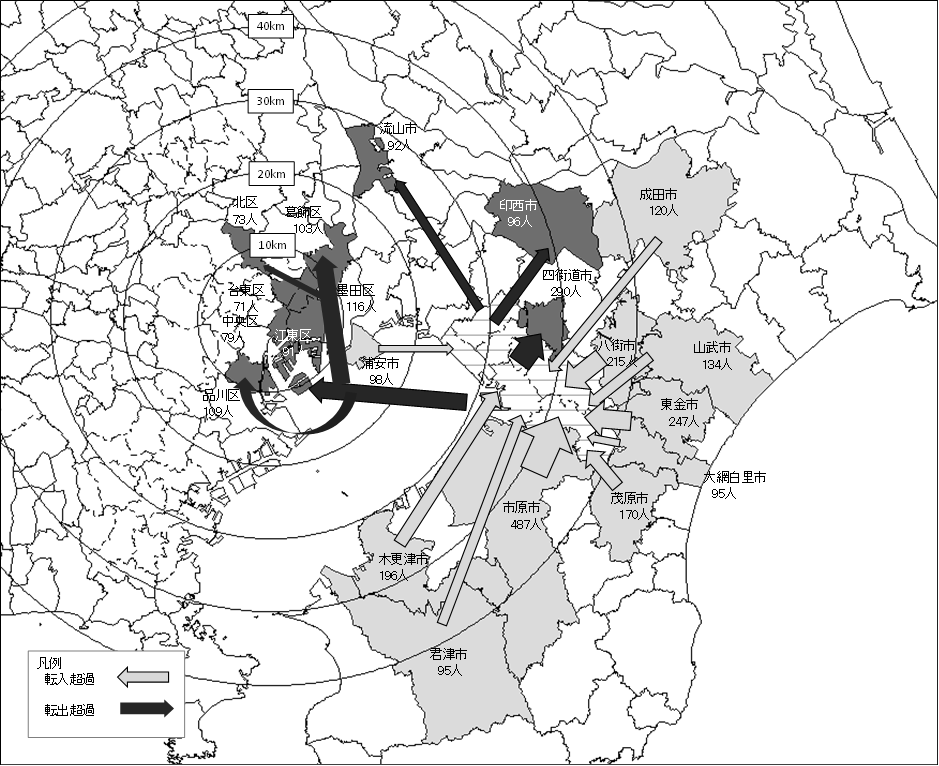 40km
30km
流山市
92人
20km
成田市
120人
北区
73人
葛飾区
103人
印西市
96人
10km
四街道市
290人
台東区
71人
墨田区
116人
中央区
79人
江東区
91人
八街市
215人
山武市
134人
浦安市
98人
品川区
109人
東金市
247人
大網白里市
95人
茂原市
170人
市原市
487人
木更津市
196人
君津市
95人
凡例
転入超過
転出超過